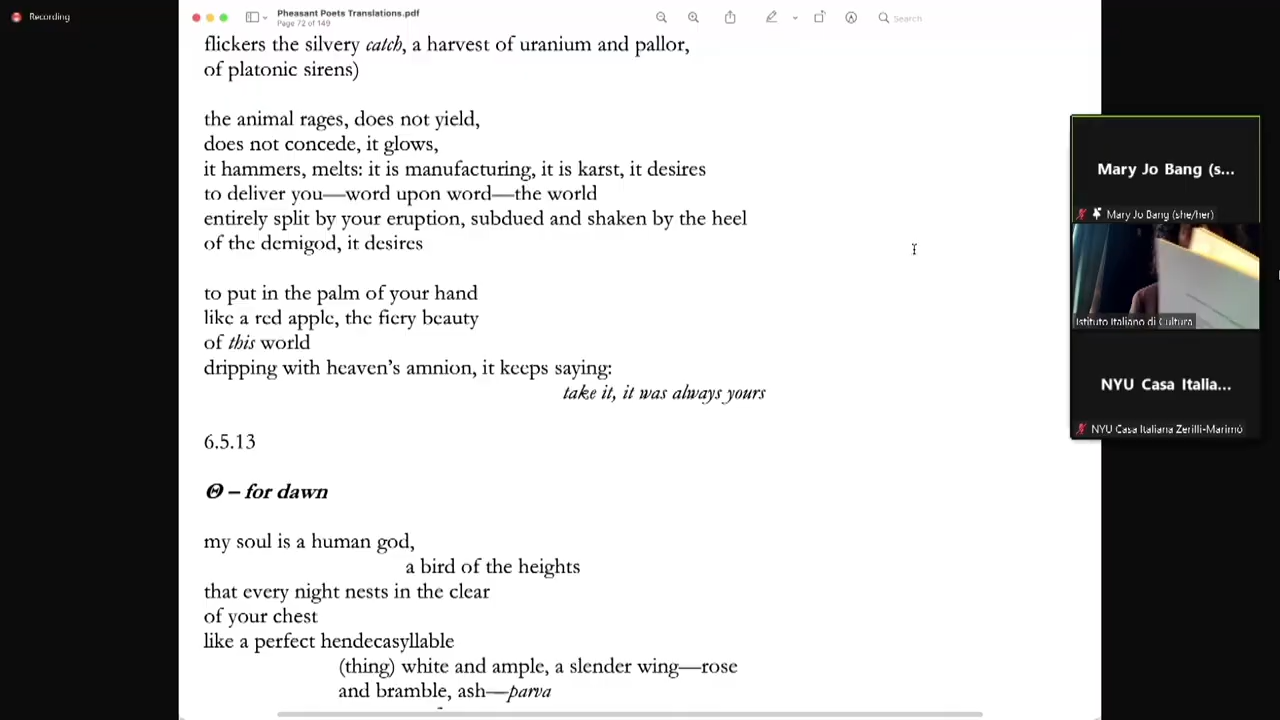 Recording
Pheasant Poets Translations.pdf
Page 72 of 149
Search
flickers the silvery catch, a harvest of uranium and pallor,
of platonic sirens)
the animal rages, does not yield,
does not concede, it glows,
it hammers, melts: it is manufacturing, it is karst, it desires
to deliver you—word upon word—the world
entirely split by your eruption, subdued and shaken by the heel
of the demigod, it desires
to put in the palm of your hand
like a red apple, the fiery beauty
of this world
dripping with heaven’s amnion, it keeps saying:
take it, it was always yours
6.5.13
Θ – for dawn
my soul is a human god,
a bird of the heights
that every night nests in the clear
of your chest
like a perfect hendecasyllable
(thing) white and ample, a slender wing—rose
and bramble, ash—parva
Mary Jo Bang (s...
Mary Jo Bang (she/her)
Istituto Italiano di Cultura
NYU Casa Italia...
NYU Casa Italiana Zerilli-Marimò